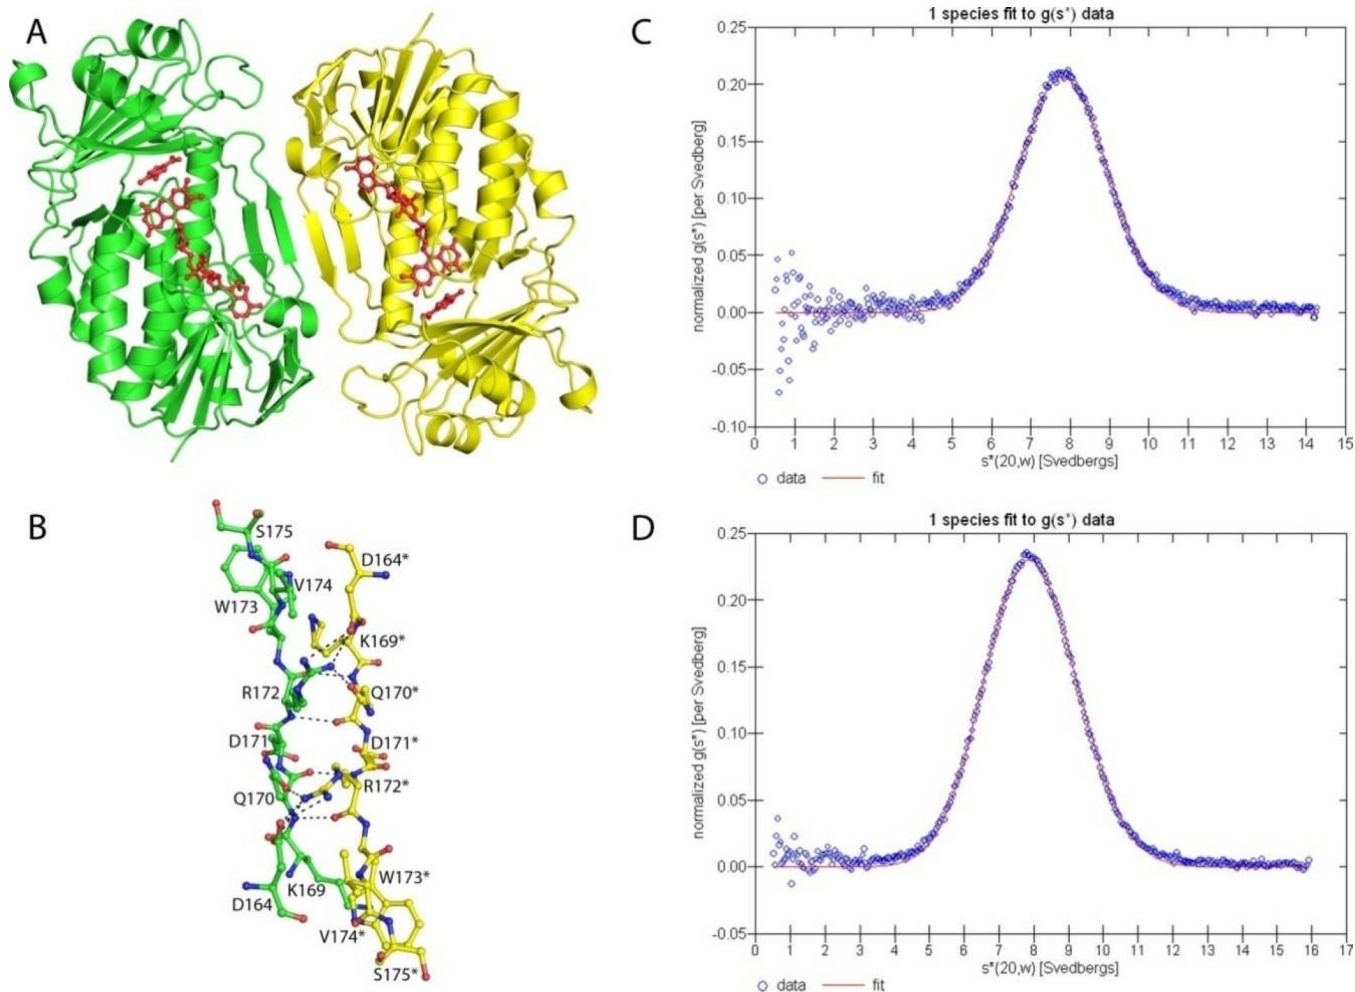 A
B
S175
D164*
V174
W173
K169*
R172
Q170*
D171
D171*
Q170
R172*
K169
W173*
D164
V174*
S175*
C
1 species fit to g(s*) data
normalized g(s*) [per Svedberg]
0.25
0.20
0.15
0.10
0.05
0.00
-0.05
-0.10
0 1 2 3 4 5 6 7 8 9 10 11 12 13 14 15
s*(20,w) [Svedbergs]
data fit
D
1 species fit to g(s*) data
normalized g(s*) [per Svedberg]
0.25
0.20
0.15
0.10
0.05
0.00
-0.05
0 1 2 3 4 5 6 7 8 9 10 11 12 13 14 15 16 17
s*(20,w) [Svedbergs]
data fit